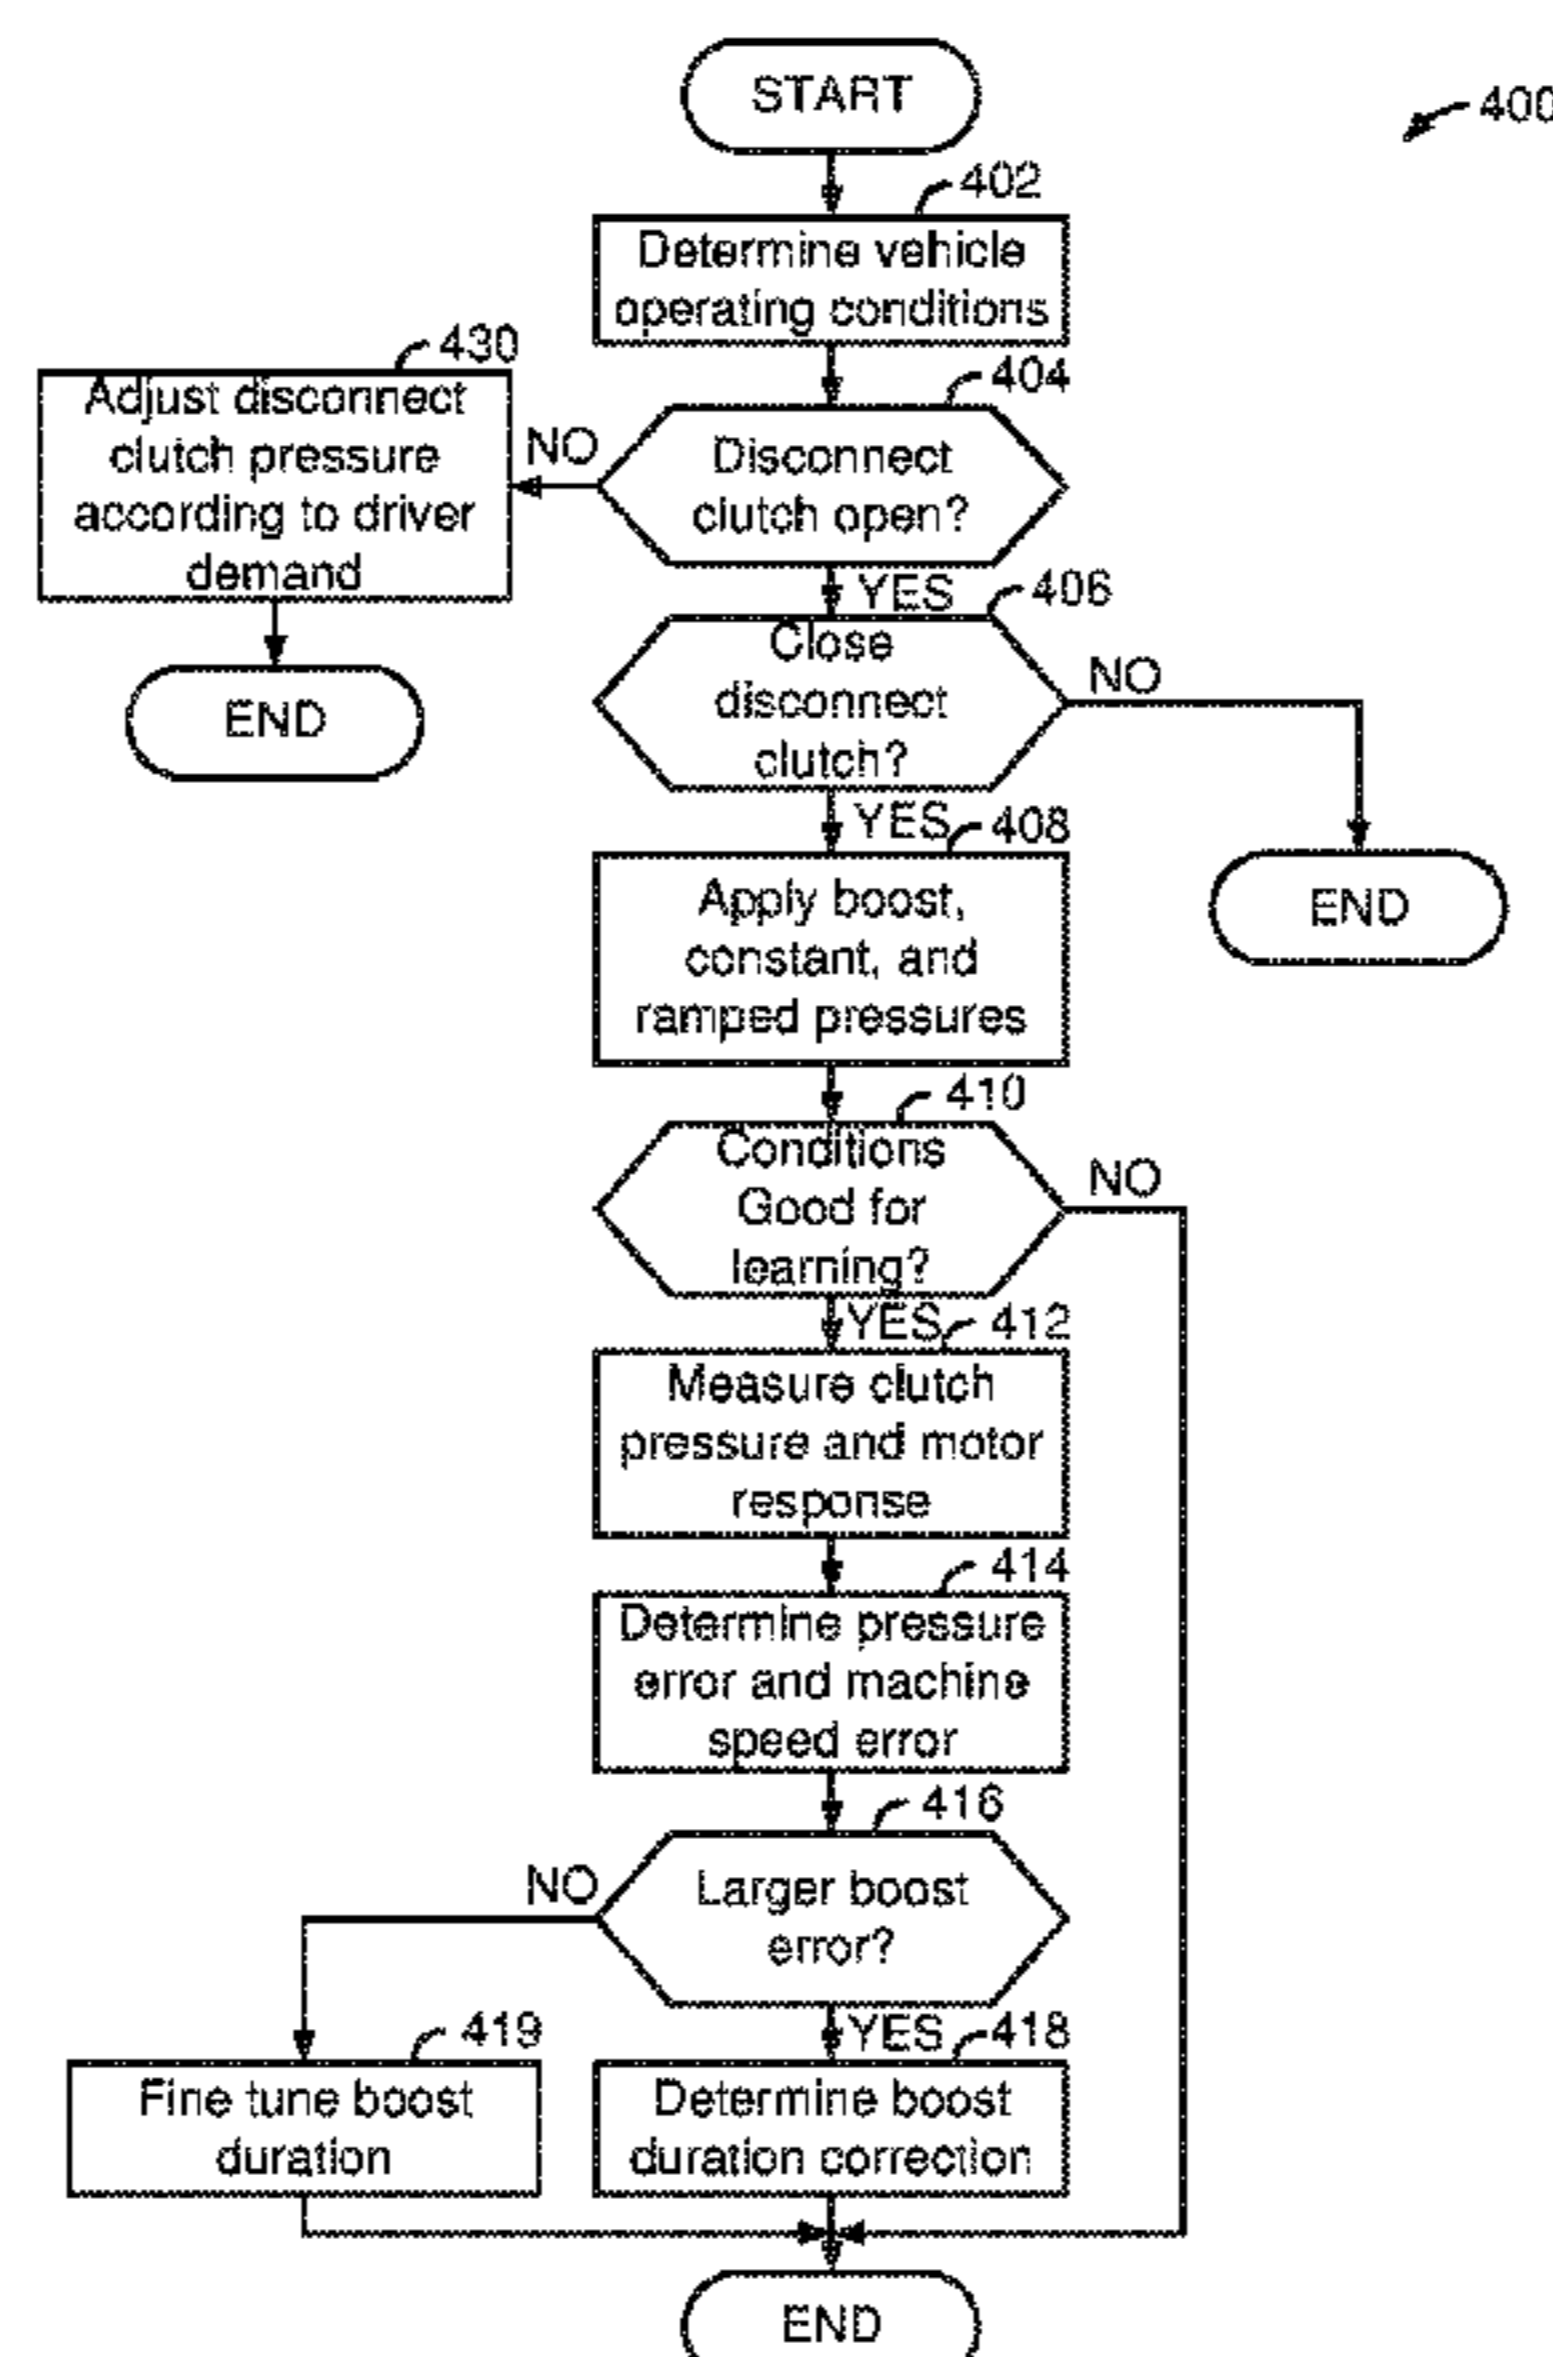 START
400
402
Determine vehicle
operating conditions
430
Adjust disconnect
clutch pressure
according to driver
demand
NO
404
Disconnect
clutch open?
YES
406
END
Close
disconnect
clutch?
NO
YES
408
END
Apply boost,
constant, and
ramped pressures
410
Conditions
Good for
learning?
NO
YES
412
Measure clutch
pressure and motor
response
414
Determine pressure
error and machine
speed error
416
NO
Larger boost
error?
419
YES
418
Fine tune boost
duration
Determine boost
duration correction
END